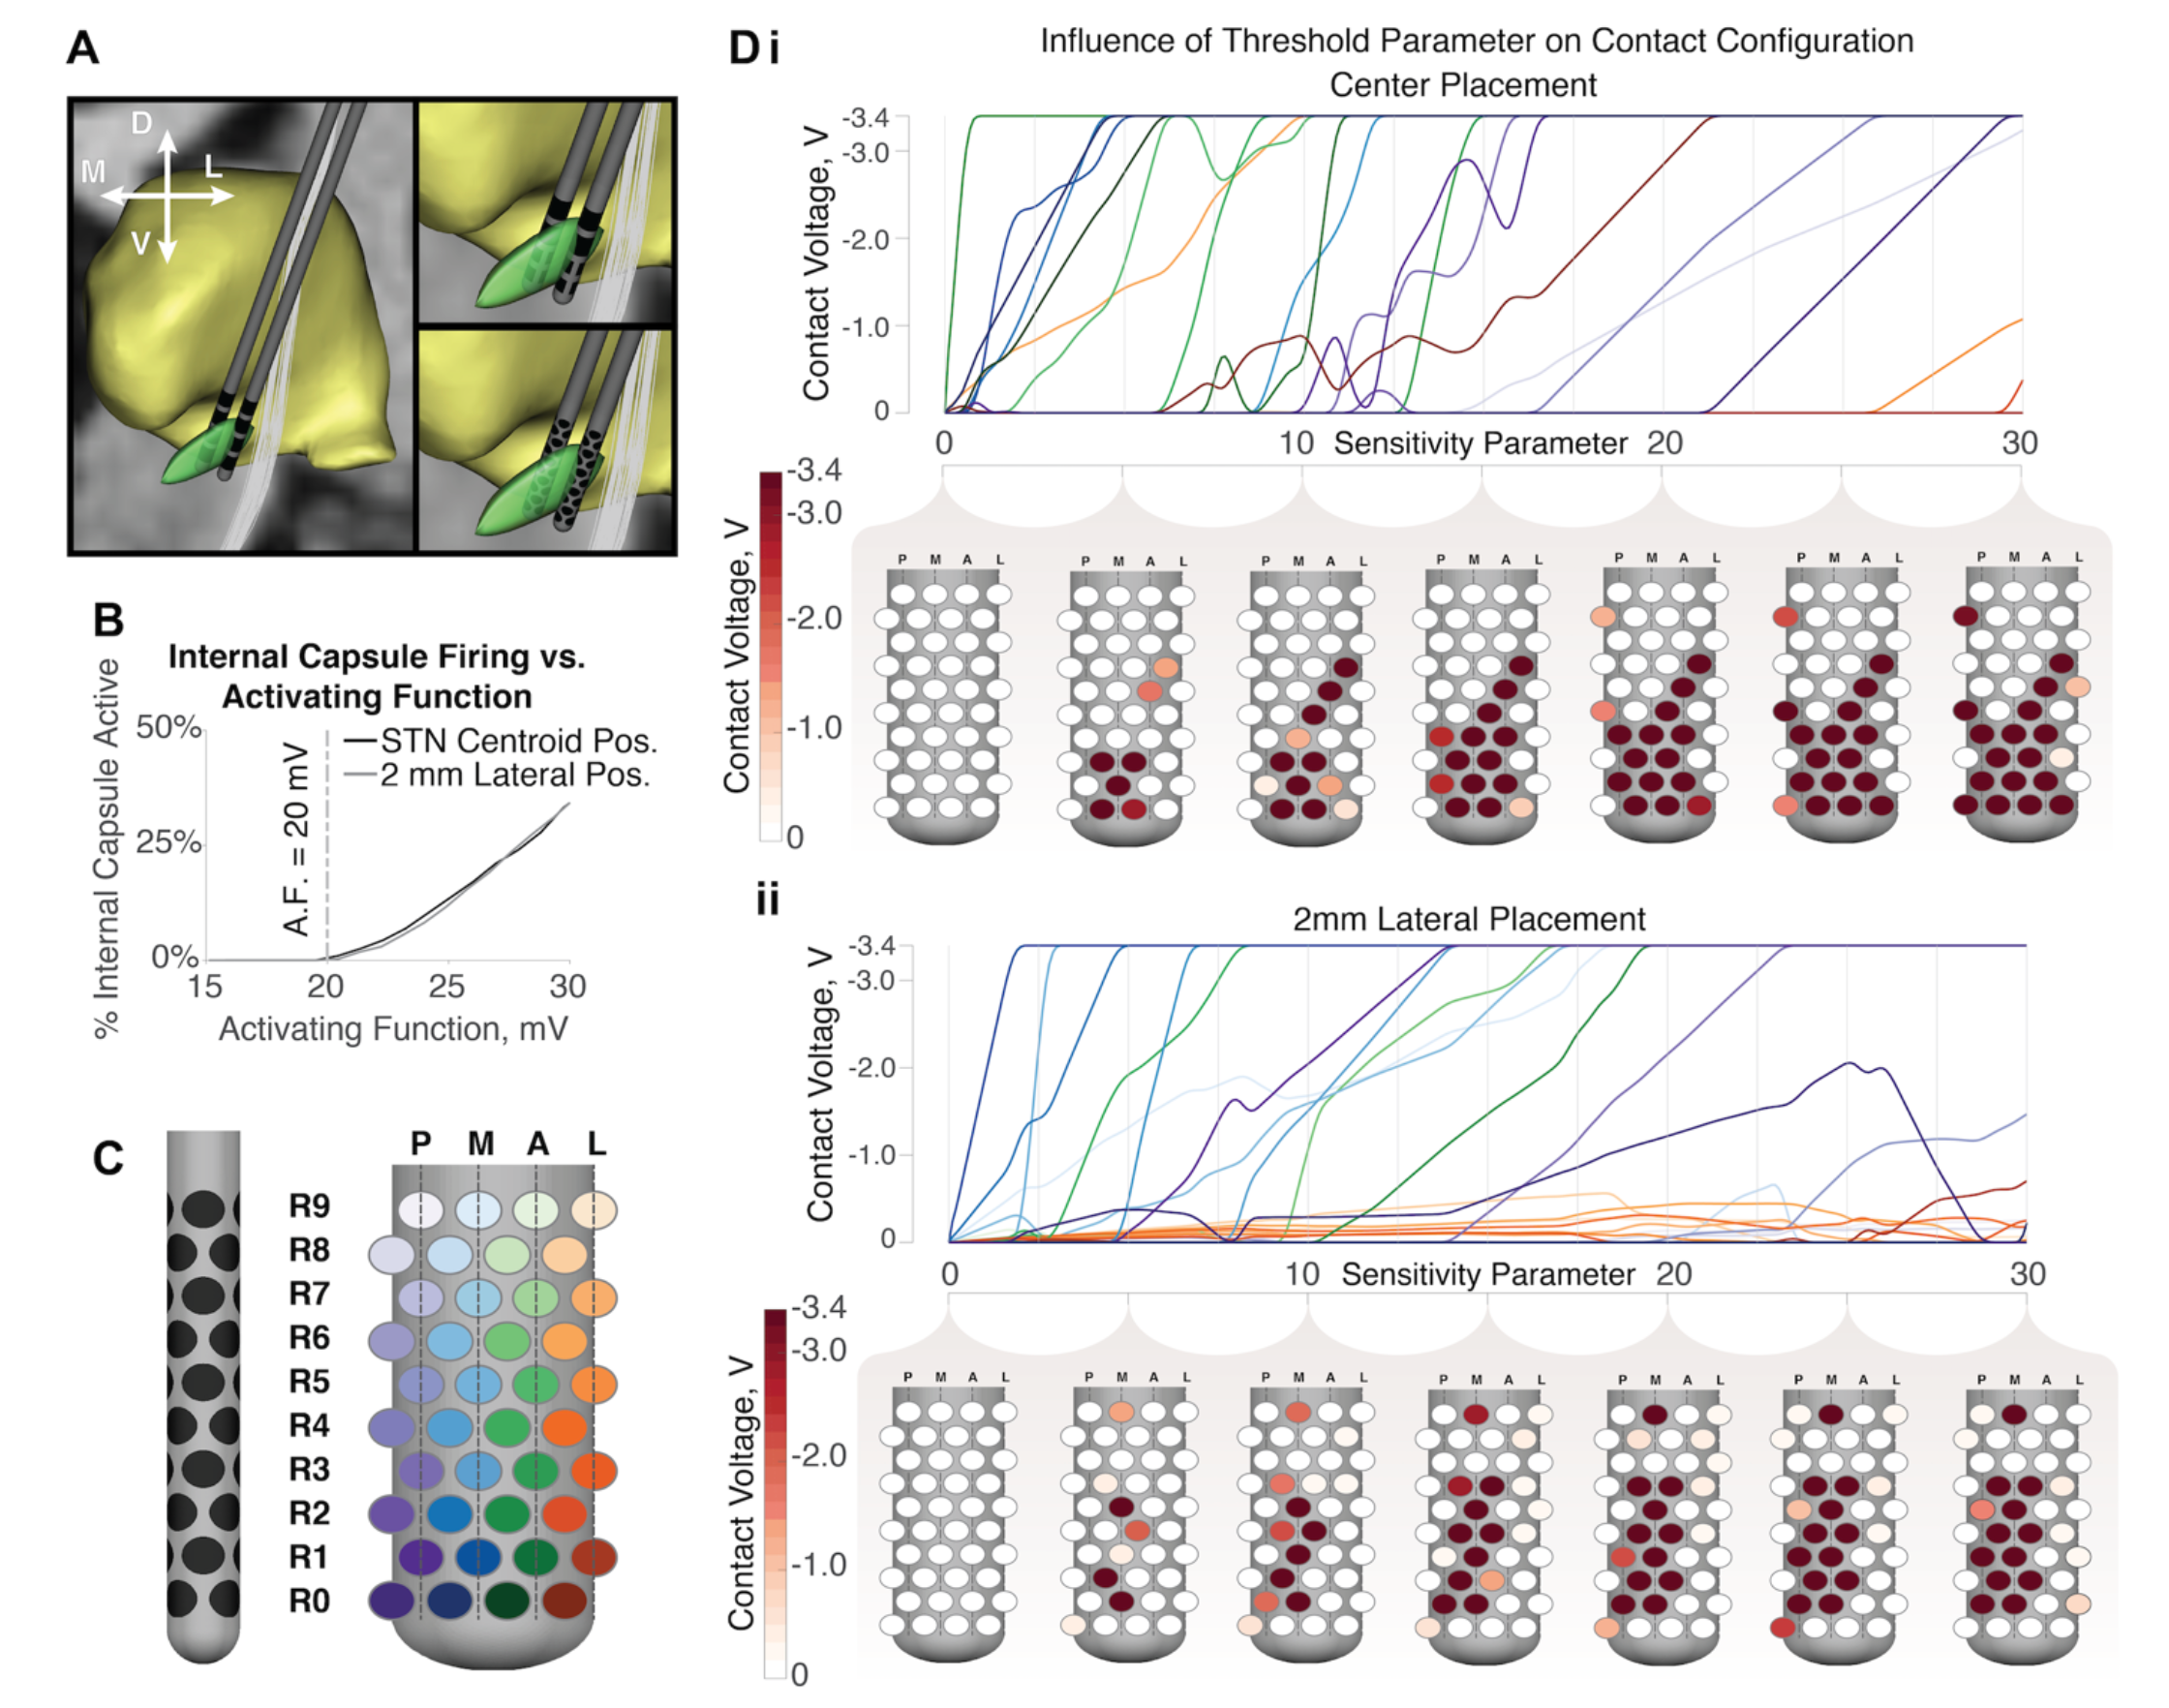 A
D
M
L
V
B
Internal Capsule Firing vs.
Activating Function
% Internal Capsule Active
50%
25%
0%
A.F. = 20 mV
STN Centroid Pos.
2 mm Lateral Pos.
15 20 25 30
Activating Function, mV
C
P M A L
R9
R8
R7
R6
R5
R4
R3
R2
R1
R0
D i
Influence of Threshold Parameter on Contact Configuration
Center Placement
Contact Voltage, V
-3.4
-3.0
-2.0
-1.0
0
0 10 Sensitivity Parameter 20 30
Contact Voltage, V
-3.4
-3.0
-2.0
-1.0
0
P M A L
P M A L
P M A L
P M A L
P M A L
P M A L
P M A L
ii
2mm Lateral Placement
Contact Voltage, V
-3.4
-3.0
-2.0
-1.0
0
0 10 Sensitivity Parameter 20 30
Contact Voltage, V
-3.4
-3.0
-2.0
-1.0
0
P M A L
P M A L
P M A L
P M A L
P M A L
P M A L
P M A L